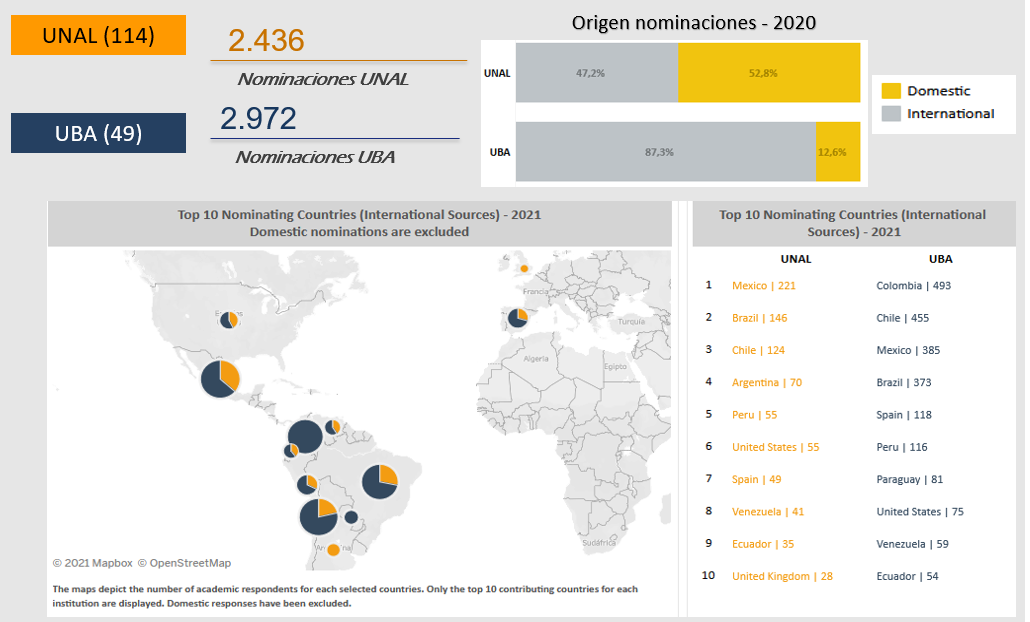 UNAL (114)
2.436
Nominaciones UNAL
UBA (49)
2.972
Nominaciones UBA
Origen nominaciones - 2020
UNAL
47,2%
52,8%
UBA
87,3%
12,6%
Domestic
International
Top 10 Nominating Countries (International Sources) - 2021
Domestic nominations are excluded
Francia
Turquía
Argelia
Egipto
Sudáfrica
© 2021 Mapbox © OpenStreetMap
The maps depict the number of academic respondents for each selected countries. Only the top 10 contributing countries for each
institution are displayed. Domestic responses have been excluded.
Top 10 Nominating Countries (International
Sources) - 2021
UNAL UBA
1 Mexico | 221 Colombia | 493
2 Brazil | 146 Chile | 455
3 Chile | 124 Mexico | 385
4 Argentina | 70 Brazil | 373
5 Peru | 55 Spain | 118
6 United States | 55 Peru | 116
7 Spain | 49 Paraguay | 81
8 Venezuela | 41 United States | 75
9 Ecuador | 35 Venezuela | 59
10 United Kingdom | 28 Ecuador | 54